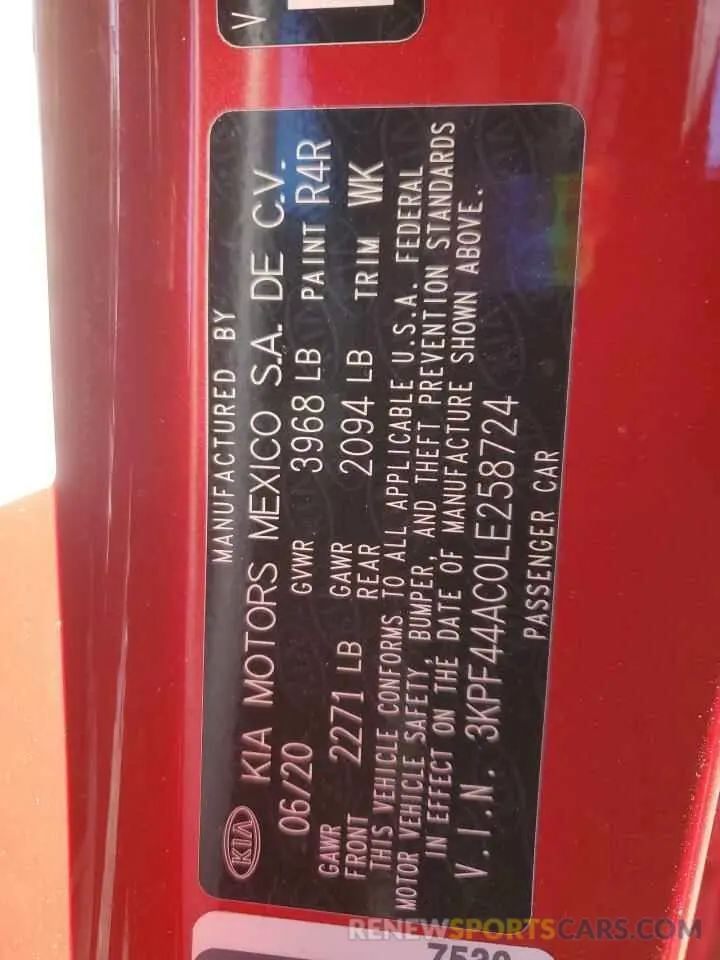 V
MANUFACTURED BY
KIA KIA MOTORS MEXICO S.A. DE C.V.
06/20 GVWR 3968 LB PAINT R4R
GAWR FRONT 2271 LB GAWR REAR 2094 LB TRIM WK
THIS VEHICLE CONFORMS TO ALL APPLICABLE U.S.A. FEDERAL
MOTOR VEHICLE SAFETY, BUMPER, AND THEFT PREVENTION STANDARDS
IN EFFECT ON THE DATE OF MANUFACTURE SHOWN ABOVE.
V.I.N. 3KPF44AC0LE258724
PASSENGER CAR
RENEWSPORTSCARS.COM